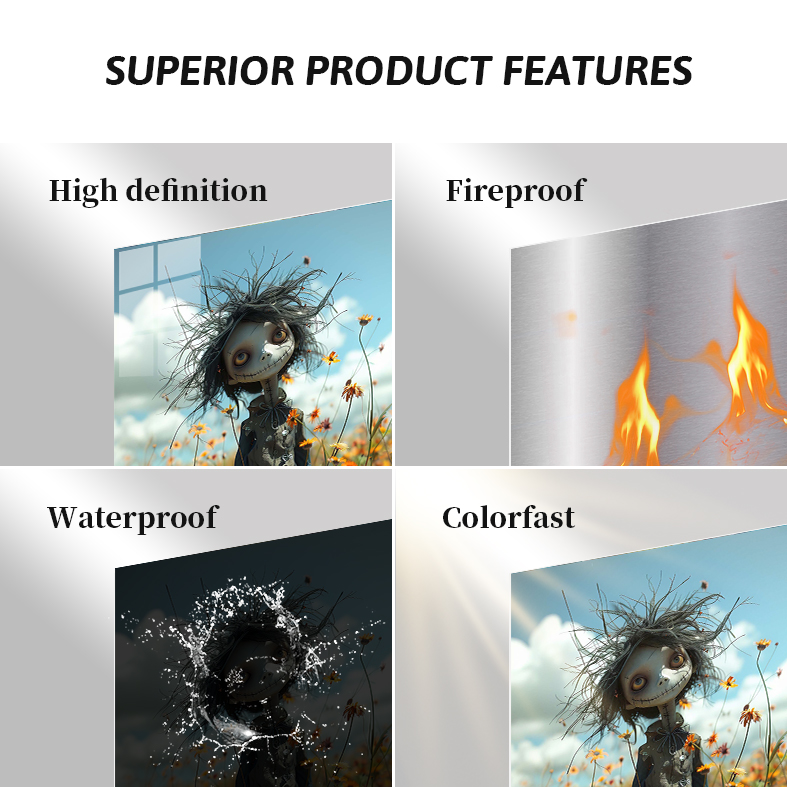 SUPERIOR PRODUCT FEATURES
High definition
Fireproof
Waterproof
Colorfast